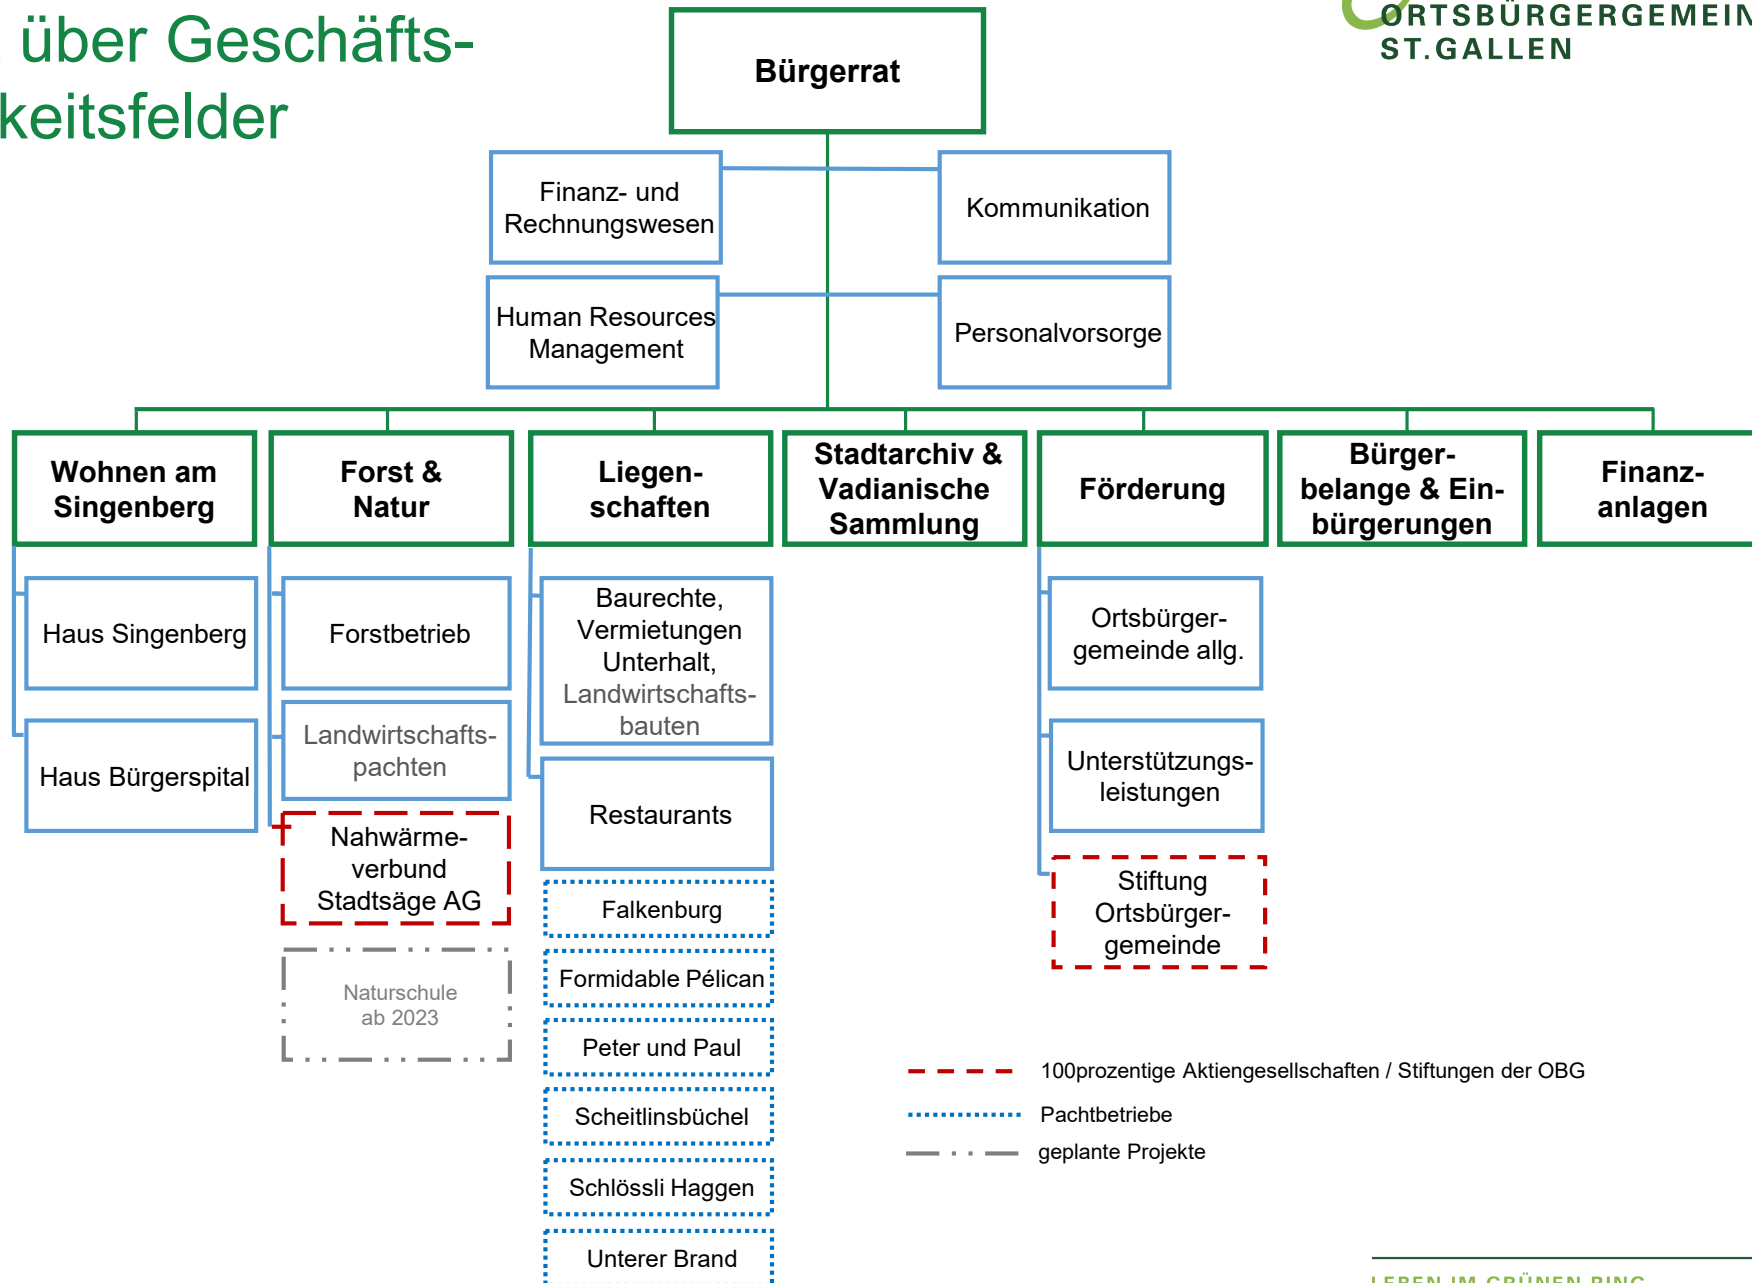 über Geschäfts-
keitsfelder
ORTSBÜRGERGEMEIN
ST.GALLEN
Bürgerrat
Finanz- und
Rechnungswesen
Kommunikation
Human Resources
Management
Personalvorsorge
Wohnen am
Singenberg
Forst &
Natur
Liegen-
schaften
Stadtarchiv &
Vadianische
Sammlung
Förderung
Bürger-
belange & Ein-
bürgerungen
Finanz-
anlagen
Haus Singenberg
Haus Bürgerspital
Forstbetrieb
Landwirtschafts-
pachten
Nahwärme-
verbund
Stadtsäge AG
Naturschule
ab 2023
Baurechte,
Vermietungen
Unterhalt,
Landwirtschafts-
bauten
Restaurants
Falkenburg
Formidable Pélican
Peter und Paul
Scheitlinsbüchel
Schlössli Haggen
Unterer Brand
Ortsbürger-
gemeinde allg.
Unterstützungs-
leistungen
Stiftung
Ortsbürger-
gemeinde
100prozentige Aktiengesellschaften / Stiftungen der OBG
Pachtbetriebe
geplante Projekte
LEBEN IM GRÜNEN RING